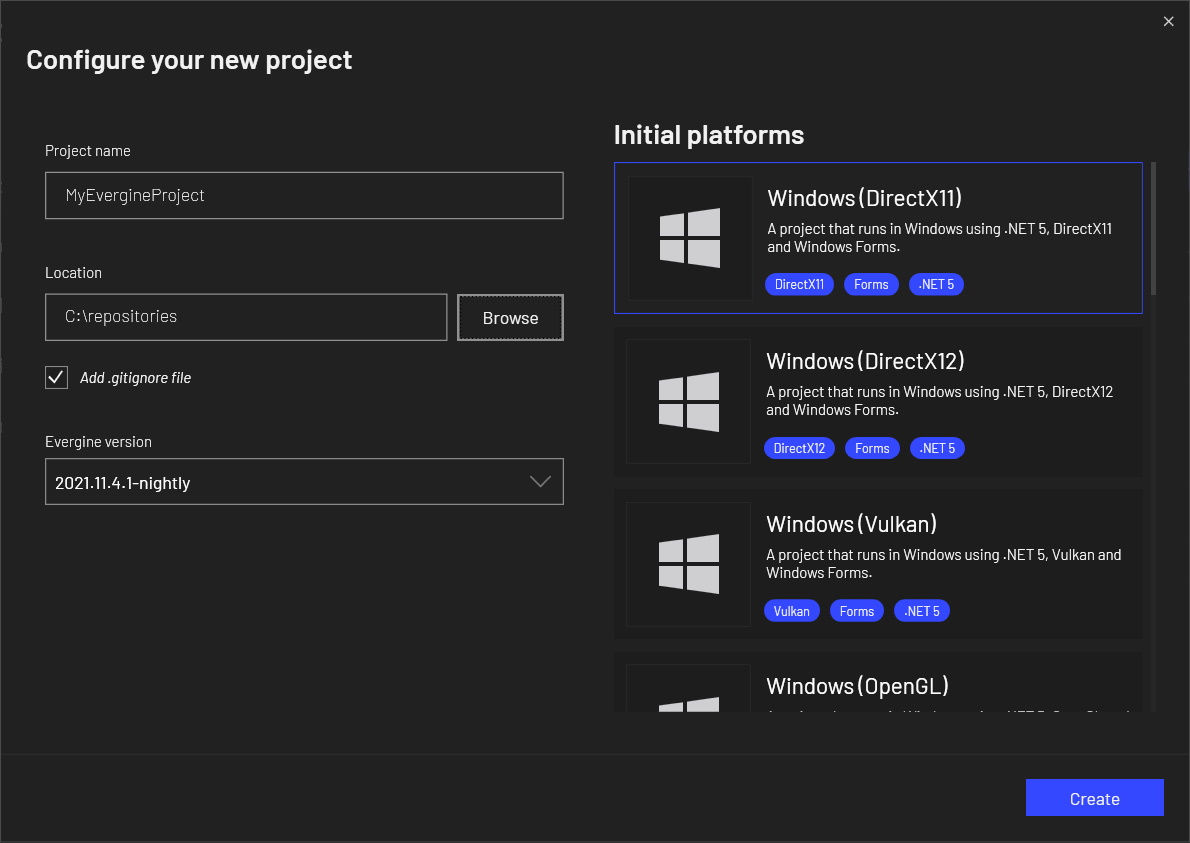 Configure your new project
Project name
MyEvergineProject
Location
C:\repositories
Browse
Add .gitignore file
Evergine version
2021.11.4.1-nightly
Initial platforms
Windows (DirectX11)
A project that runs in Windows using .NET 5, DirectX11
and Windows Forms.
DirectX11 Forms .NET 5
Windows (DirectX12)
A project that runs in Windows using .NET 5, DirectX12
and Windows Forms.
DirectX12 Forms .NET 5
Windows (Vulkan)
A project that runs in Windows using .NET 5, Vulkan and
Windows Forms.
Vulkan Forms .NET 5
Windows (OpenGL)
Create